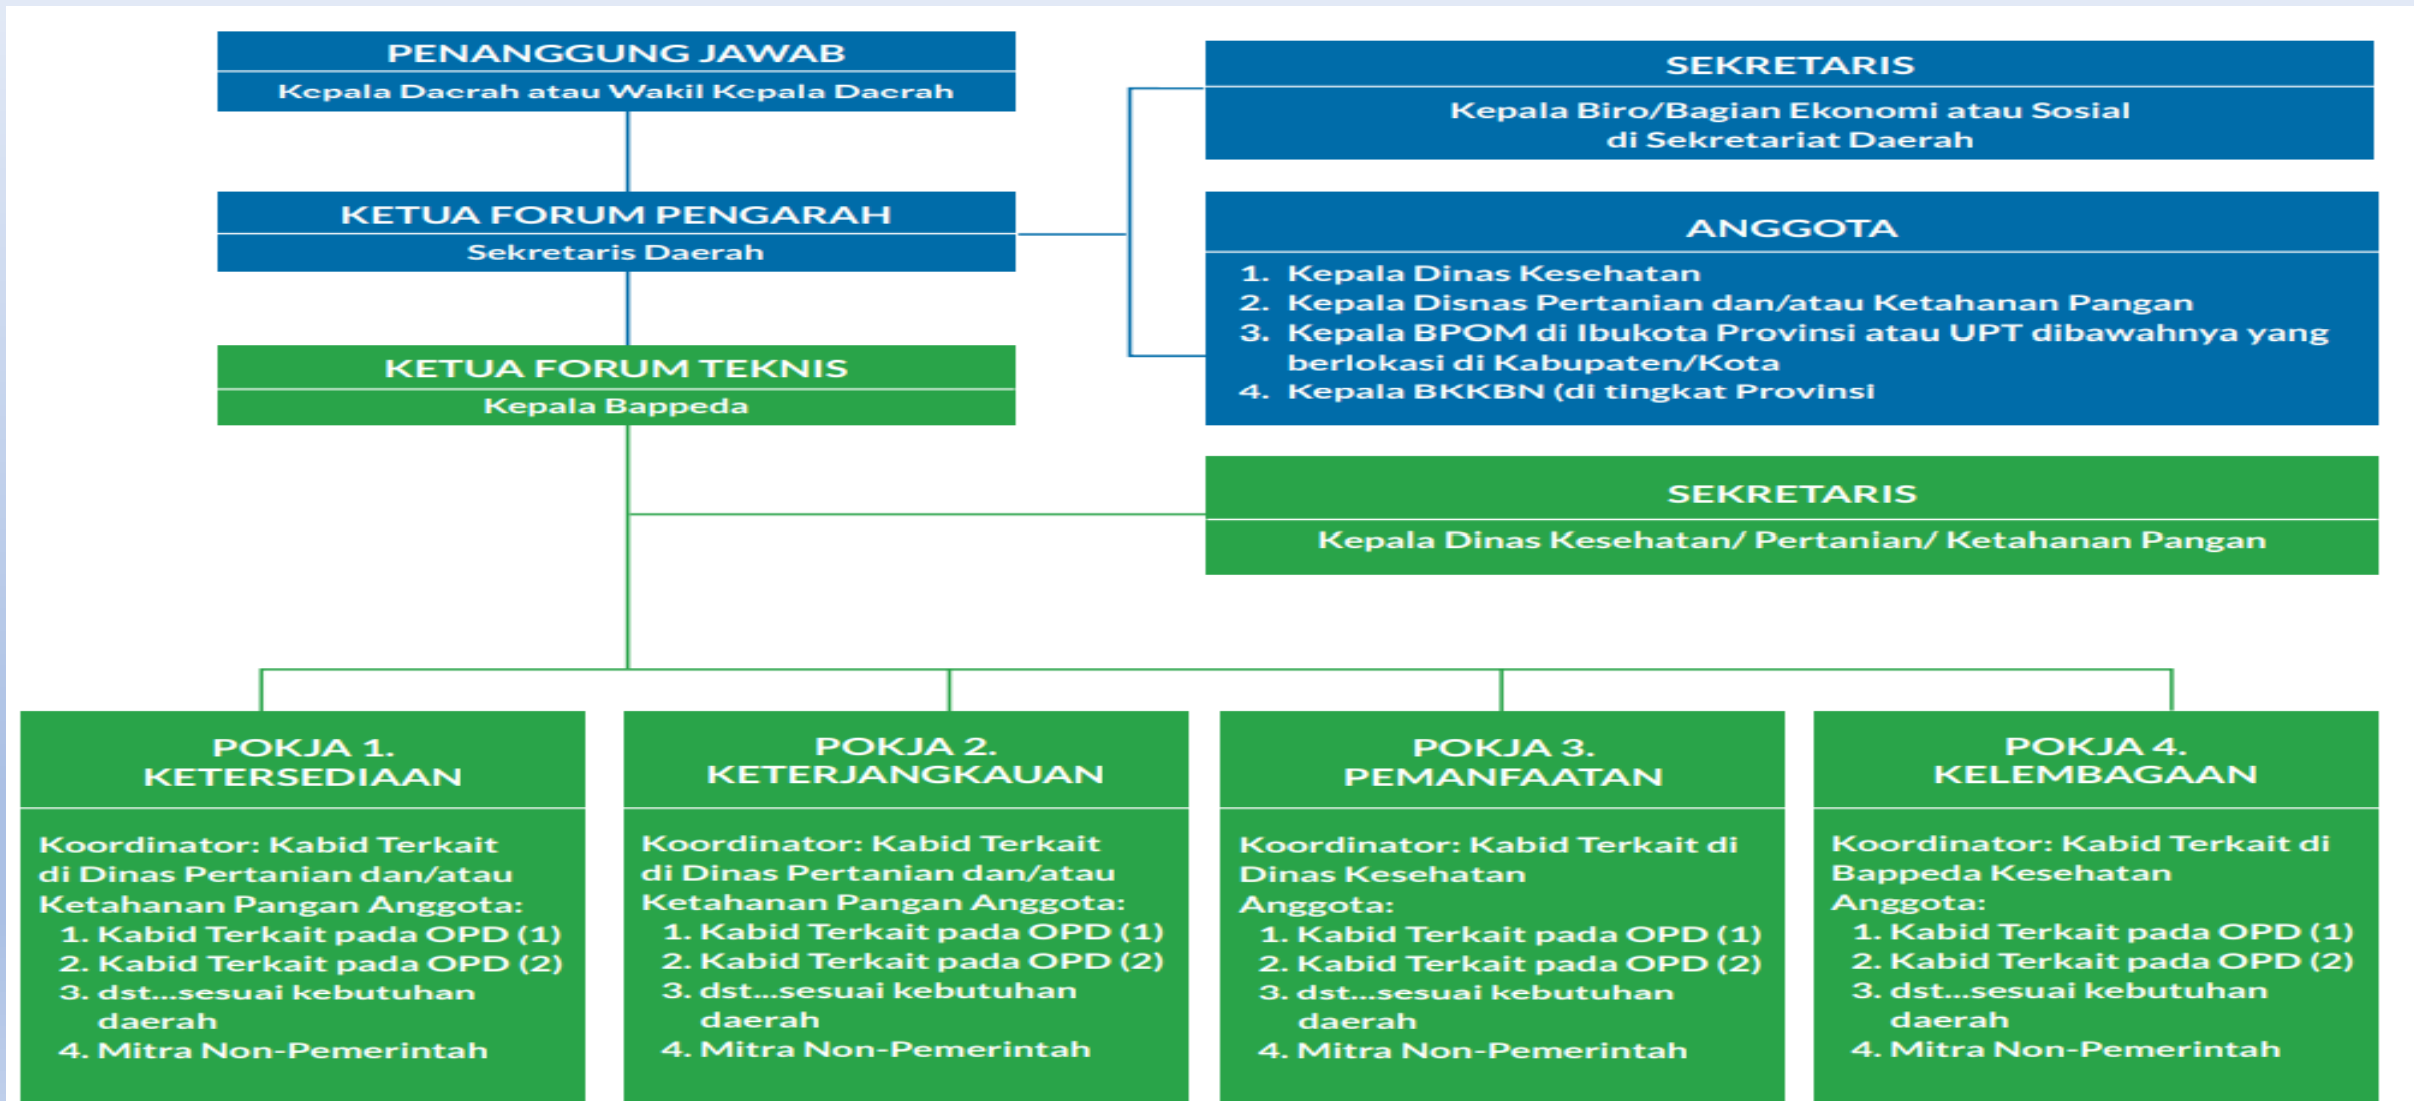 PENANGGUNG JAWAB
Kepala Daerah atau Wakil Kepala Daerah
SEKRETARIS
Kepala Biro/Bagian Ekonomi atau Sosial
di Sekretariat Daerah
KETUA FORUM PENGARAH
Sekretaris Daerah
ANGGOTA
1. Kepala Dinas Kesehatan
2. Kepala Disnas Pertanian dan/atau Ketahanan Pangan
3. Kepala BPOM di Ibukota Provinsi atau UPT dibawahnya yang
berlokasi di Kabupaten/Kota
4. Kepala BKKBN (di tingkat Provinsi
KETUA FORUM TEKNIS
Kepala Bappeda
SEKRETARIS
Kepala Dinas Kesehatan/ Pertanian/ Ketahanan Pangan
POKJA 1.
KETERSEDIAAN
Koordinator: Kabid Terkait
di Dinas Pertanian dan/atau
Ketahanan Pangan Anggota:
1. Kabid Terkait pada OPD (1)
2. Kabid Terkait pada OPD (2)
3. dst...sesuai kebutuhan
daerah
4. Mitra Non-Pemerintah
POKJA 2.
KETERJANGKAUAN
Koordinator: Kabid Terkait
di Dinas Pertanian dan/atau
Ketahanan Pangan Anggota:
1. Kabid Terkait pada OPD (1)
2. Kabid Terkait pada OPD (2)
3. dst...sesuai kebutuhan
daerah
4. Mitra Non-Pemerintah
POKJA 3.
PEMANFAATAN
Koordinator: Kabid Terkait di
Dinas Kesehatan
Anggota:
1. Kabid Terkait pada OPD (1)
2. Kabid Terkait pada OPD (2)
3. dst...sesuai kebutuhan
daerah
4. Mitra Non-Pemerintah
POKJA 4.
KELEMBAGAAN
Koordinator: Kabid Terkait di
Bappeda Kesehatan
Anggota:
1. Kabid Terkait pada OPD (1)
2. Kabid Terkait pada OPD (2)
3. dst...sesuai kebutuhan
daerah
4. Mitra Non-Pemerintah